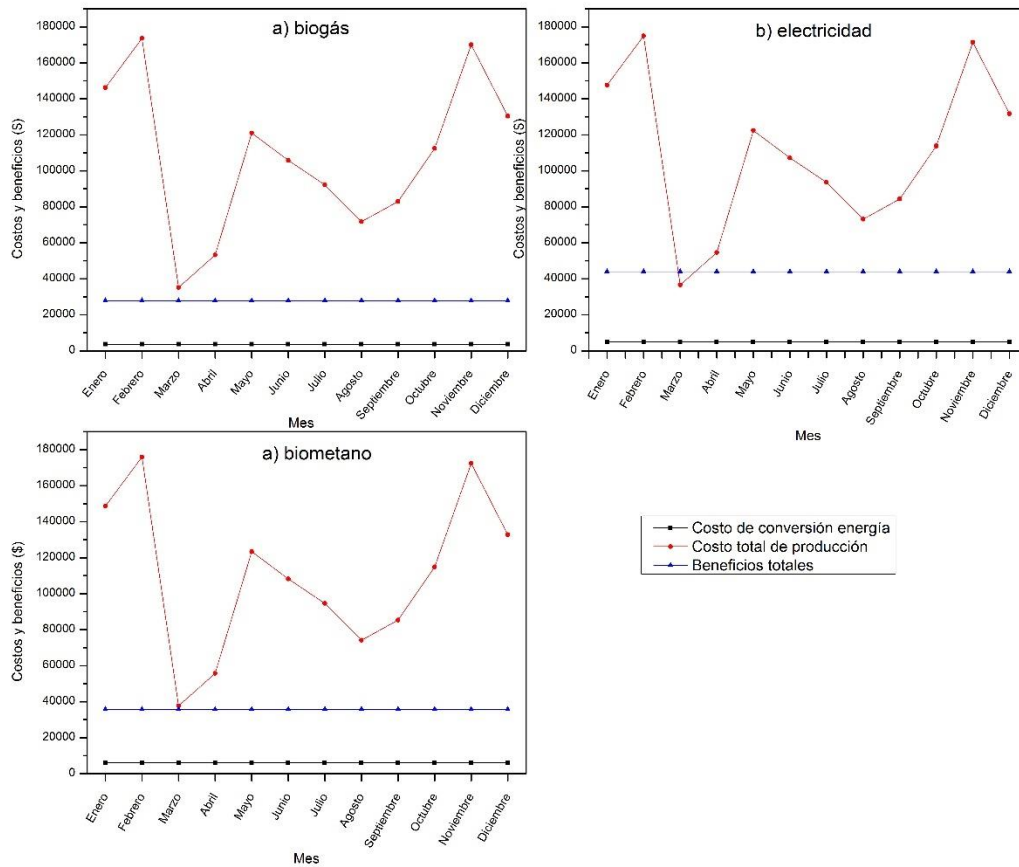 a) biogás
Costos y beneficios ($)
180000
160000
140000
120000
100000
80000
60000
40000
20000
0
Enero
Febrero
Marzo
Abril
Mayo
Junio
Julio
Agosto
Septiembre
Octubre
Noviembre
Diciembre
Mes
b) electricidad
Costos y beneficios ($)
180000
160000
140000
120000
100000
80000
60000
40000
20000
0
Enero
Febrero
Marzo
Abril
Mayo
Junio
Julio
Agosto
Septiembre
Octubre
Noviembre
Diciembre
Mes
a) biometano
Costos y beneficios ($)
180000
160000
140000
120000
100000
80000
60000
40000
20000
0
Enero
Febrero
Marzo
Abril
Mayo
Junio
Julio
Agosto
Septiembre
Octubre
Noviembre
Diciembre
Mes
Costo de conversión energía
Costo total de producción
Beneficios totales